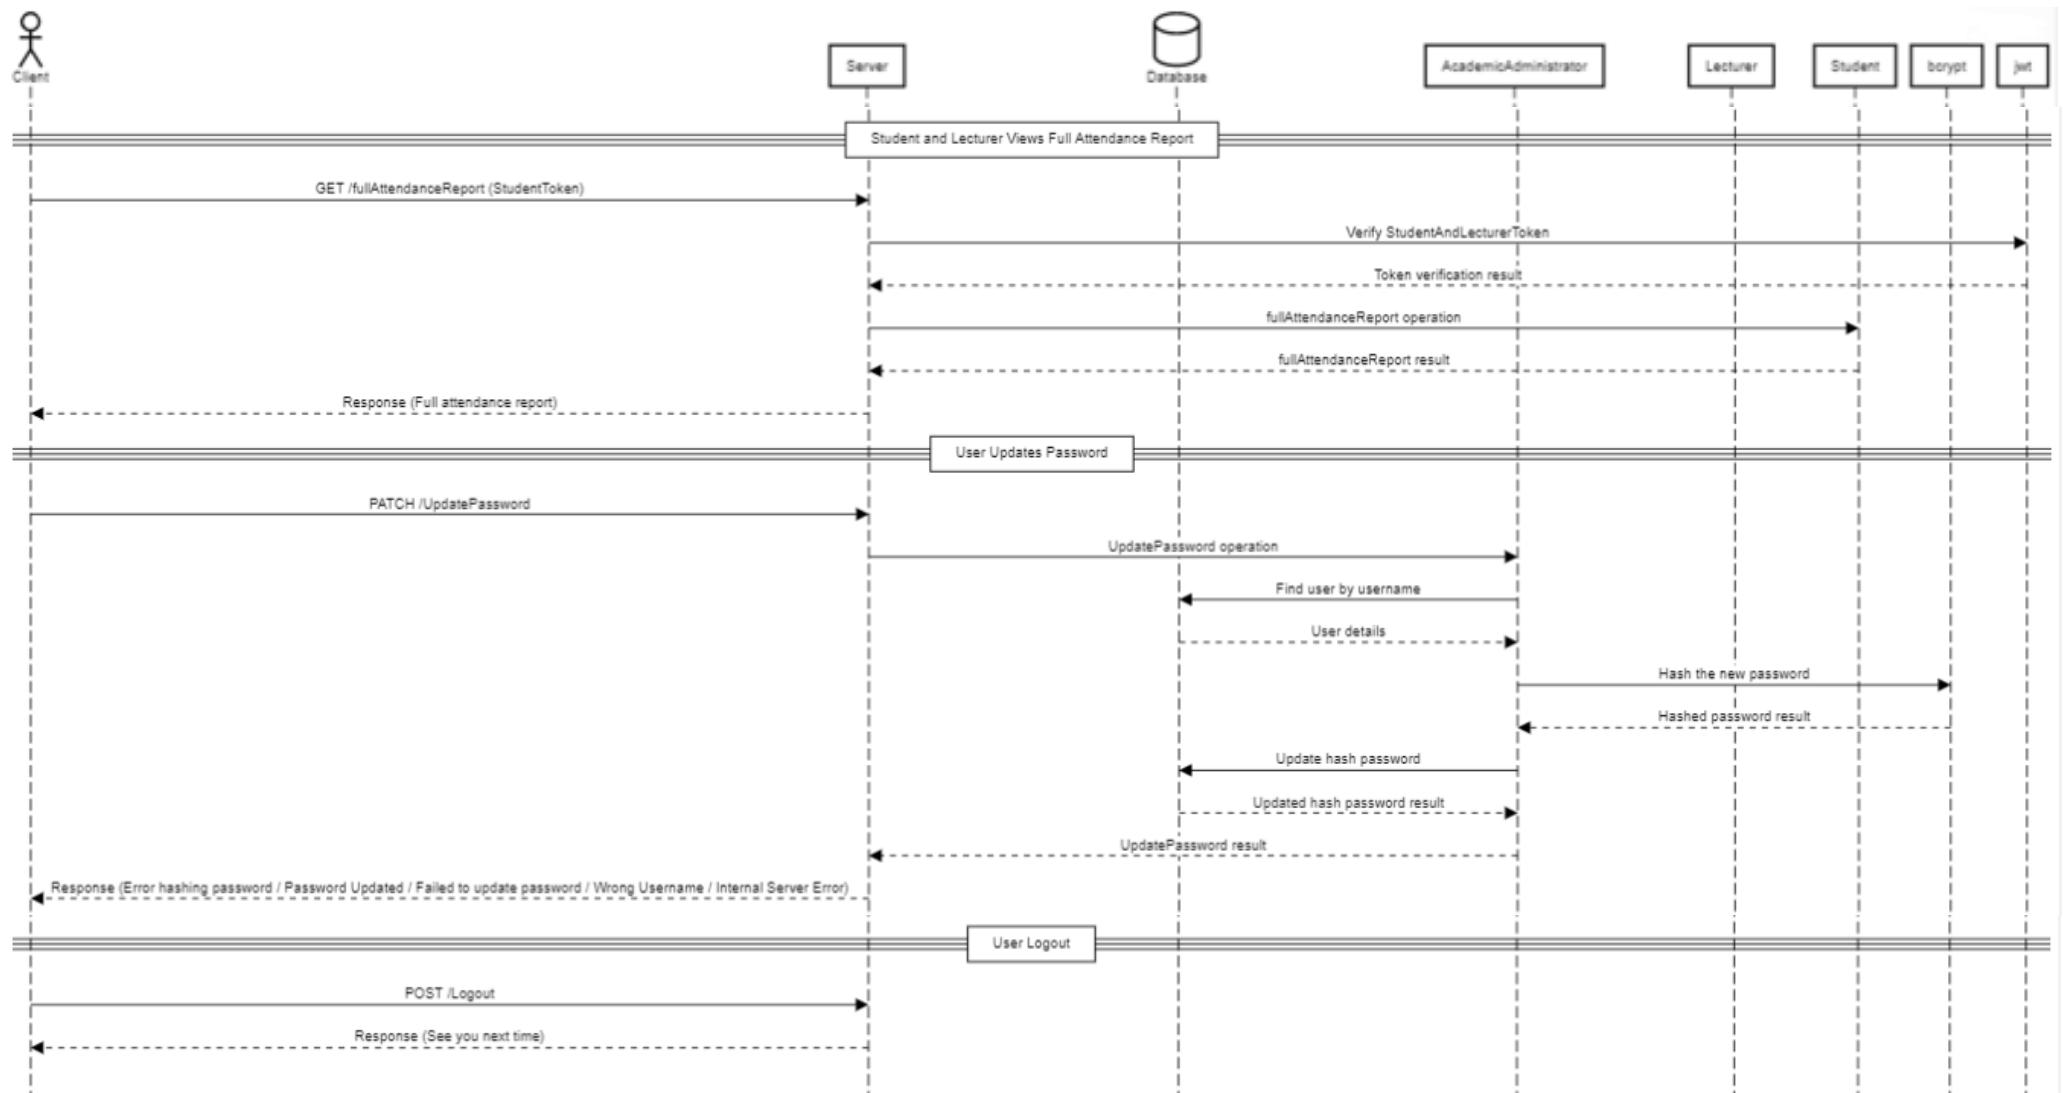 Client
Server
Database
AcademicAdministrator
Lecturer
Student
bcrypt
jwt
Student and Lecturer Views Full Attendance Report
GET /fullAttendanceReport (StudentToken)
Verify StudentAndLecturerToken
Token verification result
fullAttendanceReport operation
fullAttendanceReport result
Response (Full attendance report)
User Updates Password
PATCH /UpdatePassword
UpdatePassword operation
Find user by username
User details
Hash the new password
Hashed password result
Update hash password
Updated hash password result
UpdatePassword result
Response (Error hashing password / Password Updated / Failed to update password / Wrong Username / Internal Server Error)
User Logout
POST /Logout
Response (See you next time)